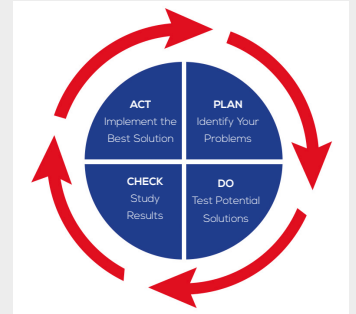 ACT
Implement the
Best Solution
PLAN
Identify Your
Problems
CHECK
Study
Results
DO
Test Potential
Solutions